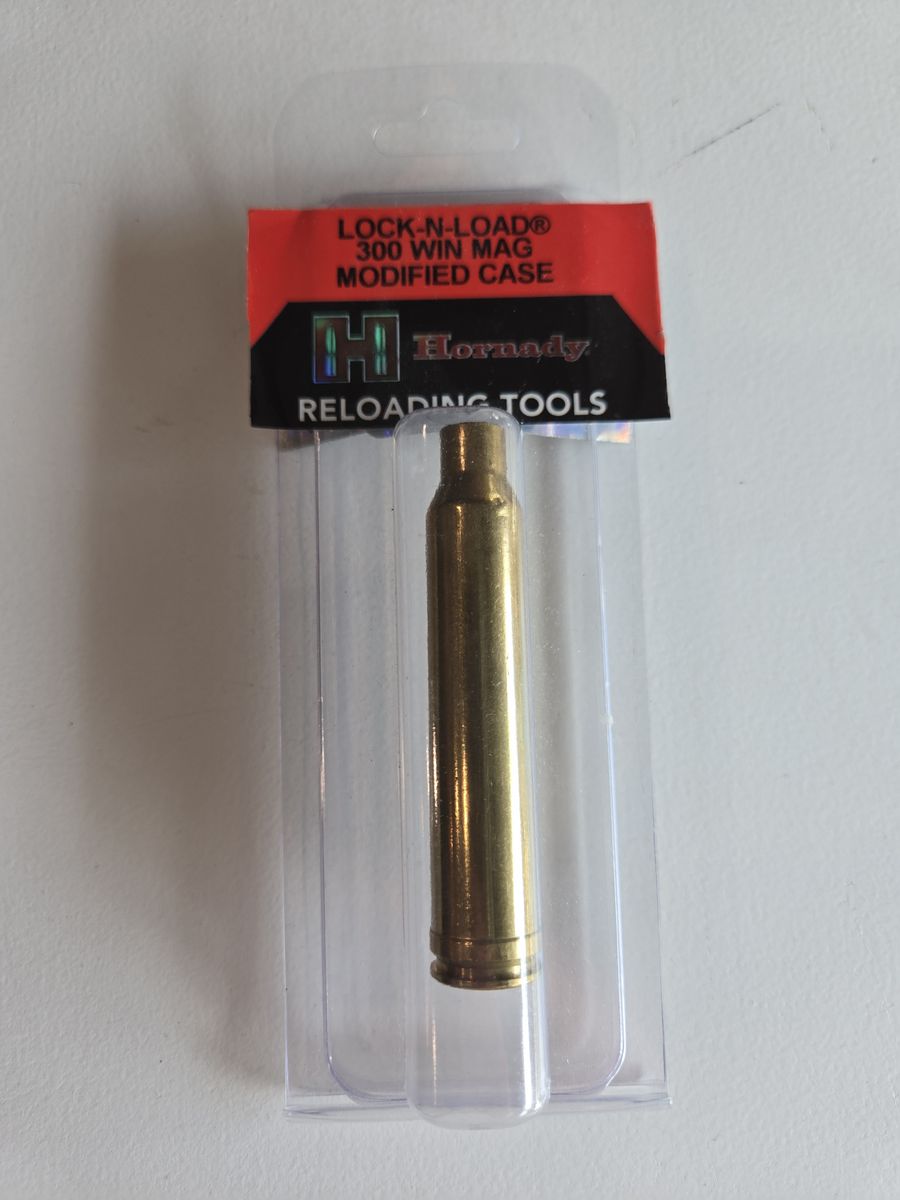 LOCK-N-LOAD®
300 WIN MAG
MODIFIED CASE
H Hornady
RELOADING TOOLS